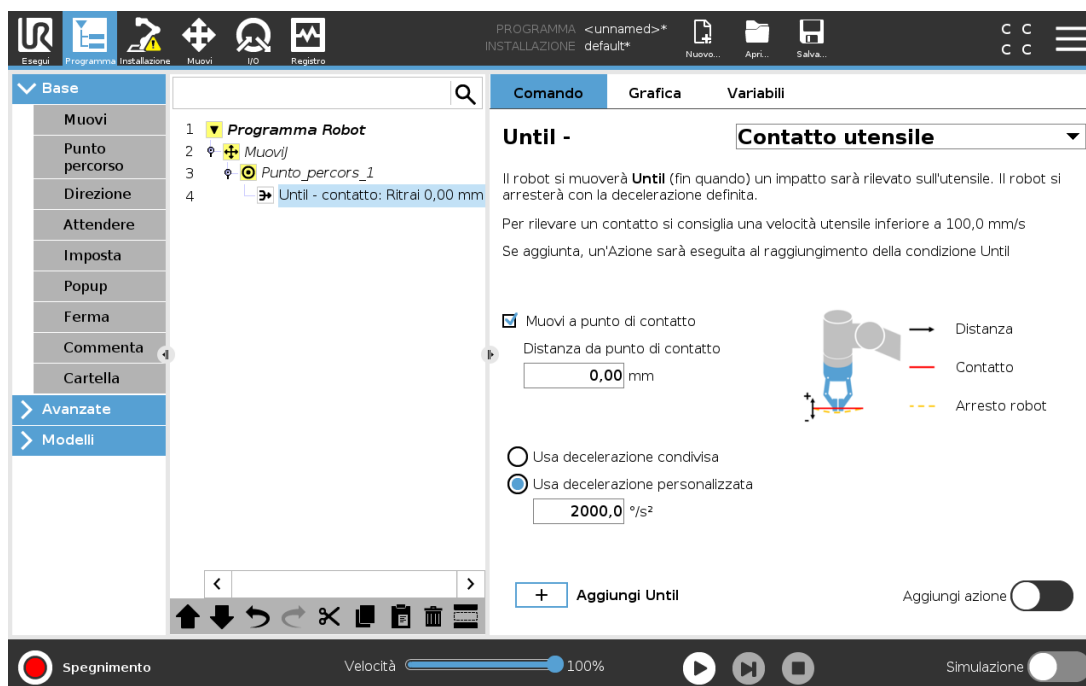 UR
Esegui
Programma
Installazione
Muovi
I/O
Registro
PROGRAMMA <unnamed>*
INSTALLAZIONE default*
Nuovo...
Apri...
Salva...
C C
C C
Base
Muovi
Punto
percorso
Direzione
Attendere
Imposta
Popup
Ferma
Commenta
Cartella
Avanzate
Modelli
1 Programma Robot
2 MuoviJ
3 Punto_percors_1
4 Until - contatto: Ritrai 0,00 mm
Comando Grafica Variabili
Until - Contatto utensile
Il robot si muoverà Until (fin quando) un impatto sarà rilevato sull'utensile. Il robot si
arresterà con la decelerazione definita.
Per rilevare un contatto si consiglia una velocità utensile inferiore a 100,0 mm/s
Se aggiunta, un'Azione sarà eseguita al raggiungimento della condizione Until
Muovi a punto di contatto
Distanza da punto di contatto
0,00 mm
+
-
Distanza
Contatto
Arresto robot
Usa decelerazione condivisa
Usa decelerazione personalizzata
2000,0 °/s²
+ Aggiungi Until
Aggiungi azione
Spegnimento
Velocità 100%
Simulazione